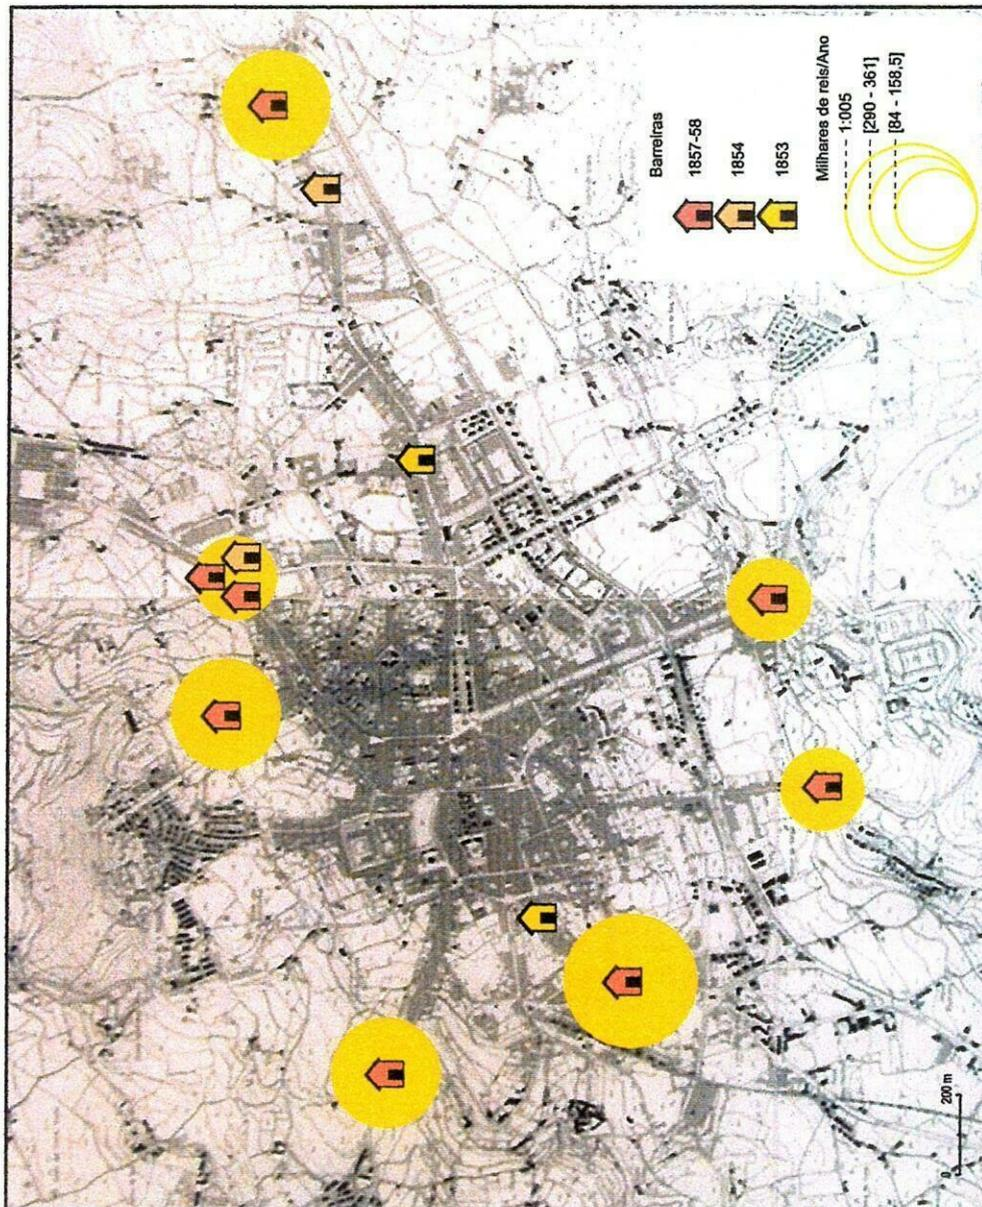 Barreiras
1857-58
1854
1853
Milhares de reis/Ano
1:005
[290 - 361]
[84 - 158,5]
0 200 m